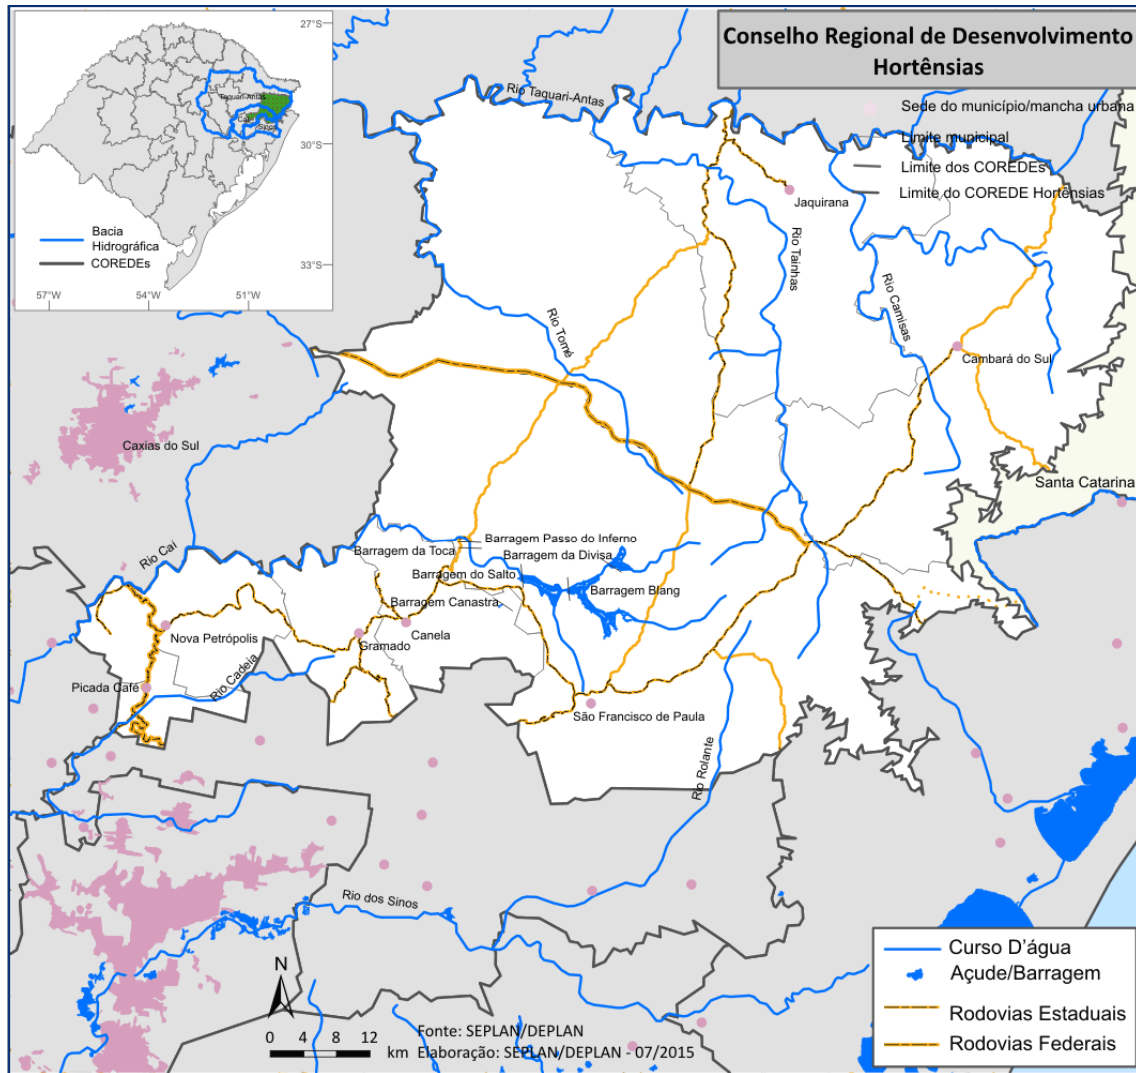 Conselho Regional de Desenvolvimento
Hortênsias
27°S
30°S
33°S
57°W
54°W
51°W
Taquari-Antas
Caí
Sinos
Bacia
Hidrográfica
COREDEs
Sede do município/mancha urbana
Limite municipal
Limite dos COREDEs
Limite do COREDE Hortênsias
Rio Taquari-Antas
Jaquirana
Rio Tainhas
Rio Camisas
Rio Tomé
Cambará do Sul
Caxias do Sul
Santa Catarina
Rio Caí
Barragem Passo do Inferno
Barragem da Toca
Barragem da Divisa
Barragem do Salto
Barragem Blang
Barragem Canastra
Canela
Nova Petrópolis
Gramado
Rio Cadeia
Picada Café
São Francisco de Paula
Rio Rolante
Rio dos Sinos
N
0 4 8 12
km
Fonte: SEPLAN/DEPLAN
Elaboração: SEPLAN/DEPLAN - 07/2015
Curso D'água
Açude/Barragem
Rodovias Estaduais
Rodovias Federais